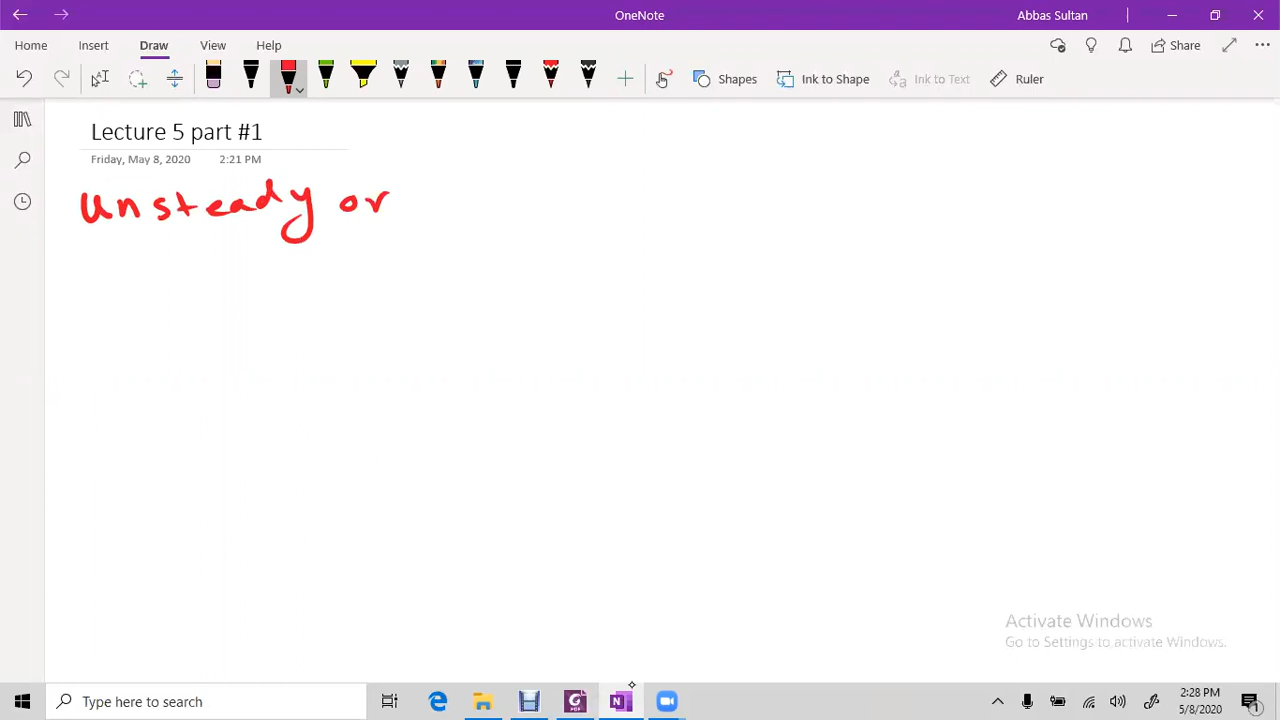 OneNote
Abbas Sultan
Home Insert Draw View Help
Share
Shapes Ink to Shape Ink to Text Ruler
Lecture 5 part #1
Friday, May 8, 2020 2:21 PM
unsteady or
Activate Windows
Go to Settings to activate Windows.
Type here to search
2:28 PM
5/8/2020